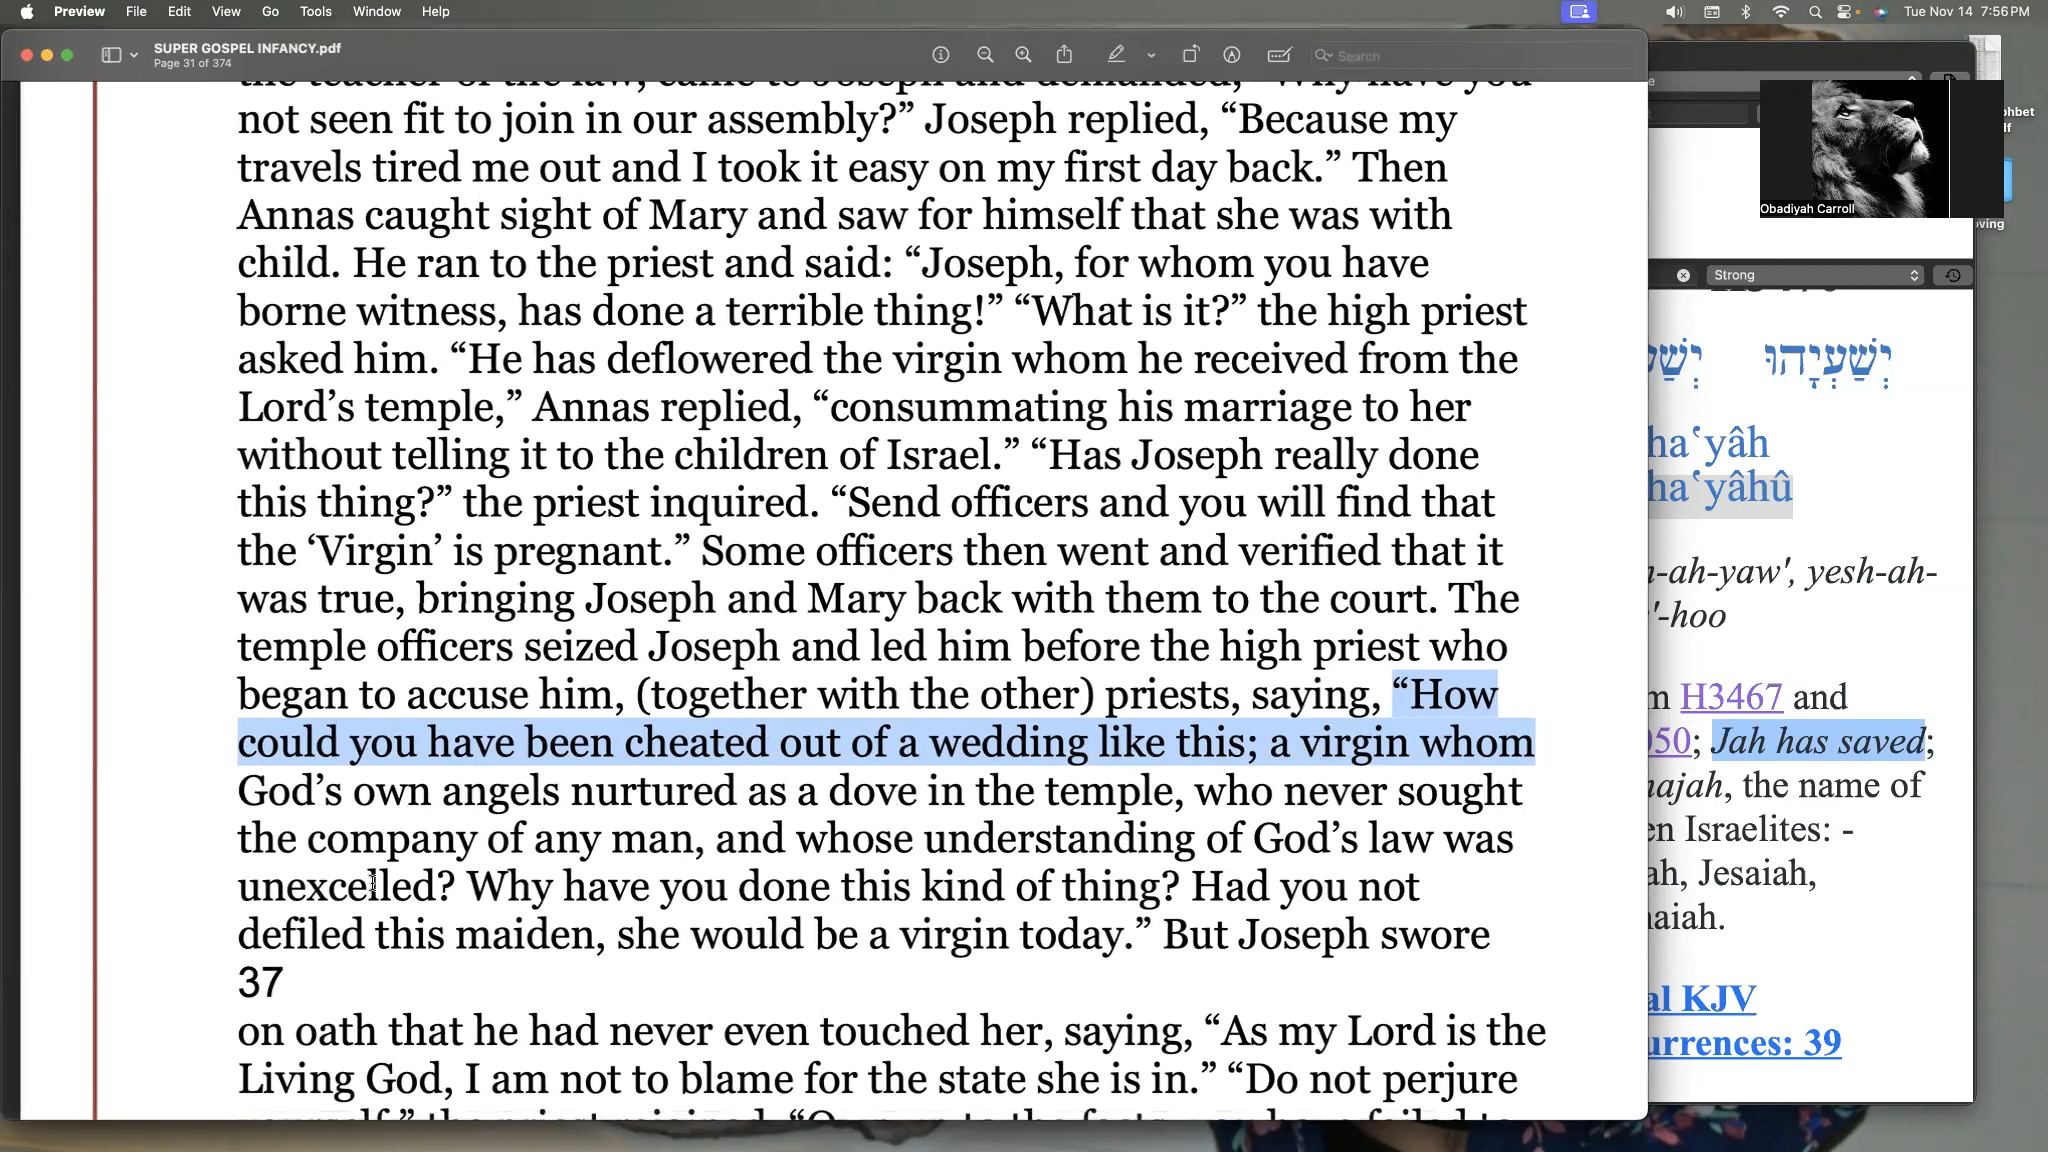 Preview File Edit View Go Tools Window Help
Tue Nov 14 7:56 PM
SUPER GOSPEL INFANCY.pdf
Page 31 of 374
Search
not seen fit to join in our assembly?” Joseph replied, “Because my
travels tired me out and I took it easy on my first day back.” Then
Annas caught sight of Mary and saw for himself that she was with
child. He ran to the priest and said: “Joseph, for whom you have
borne witness, has done a terrible thing!” “What is it?” the high priest
asked him. “He has deflowered the virgin whom he received from the
Lord’s temple,” Annas replied, “consummating his marriage to her
without telling it to the children of Israel.” “Has Joseph really done
this thing?” the priest inquired. “Send officers and you will find that
the ‘Virgin’ is pregnant.” Some officers then went and verified that it
was true, bringing Joseph and Mary back with them to the court. The
temple officers seized Joseph and led him before the high priest who
began to accuse him, (together with the other) priests, saying, “How
could you have been cheated out of a wedding like this; a virgin whom
God’s own angels nurtured as a dove in the temple, who never sought
the company of any man, and whose understanding of God’s law was
unexcelled? Why have you done this kind of thing? Had you not
defiled this maiden, she would be a virgin today.” But Joseph swore
37
on oath that he had never even touched her, saying, “As my Lord is the
Living God, I am not to blame for the state she is in.” “Do not perjure
Obadiyah Carroll
Strong
יְשַׁעְיָהוּ
ha‛yâh
ha‛yâhû
-ah-yaw', yesh-ah-
'-hoo
H3467 and
50; Jah has saved;
ajah, the name of
en Israelites: -
ah, Jesaiah,
aiah.
al KJV
urrences: 39